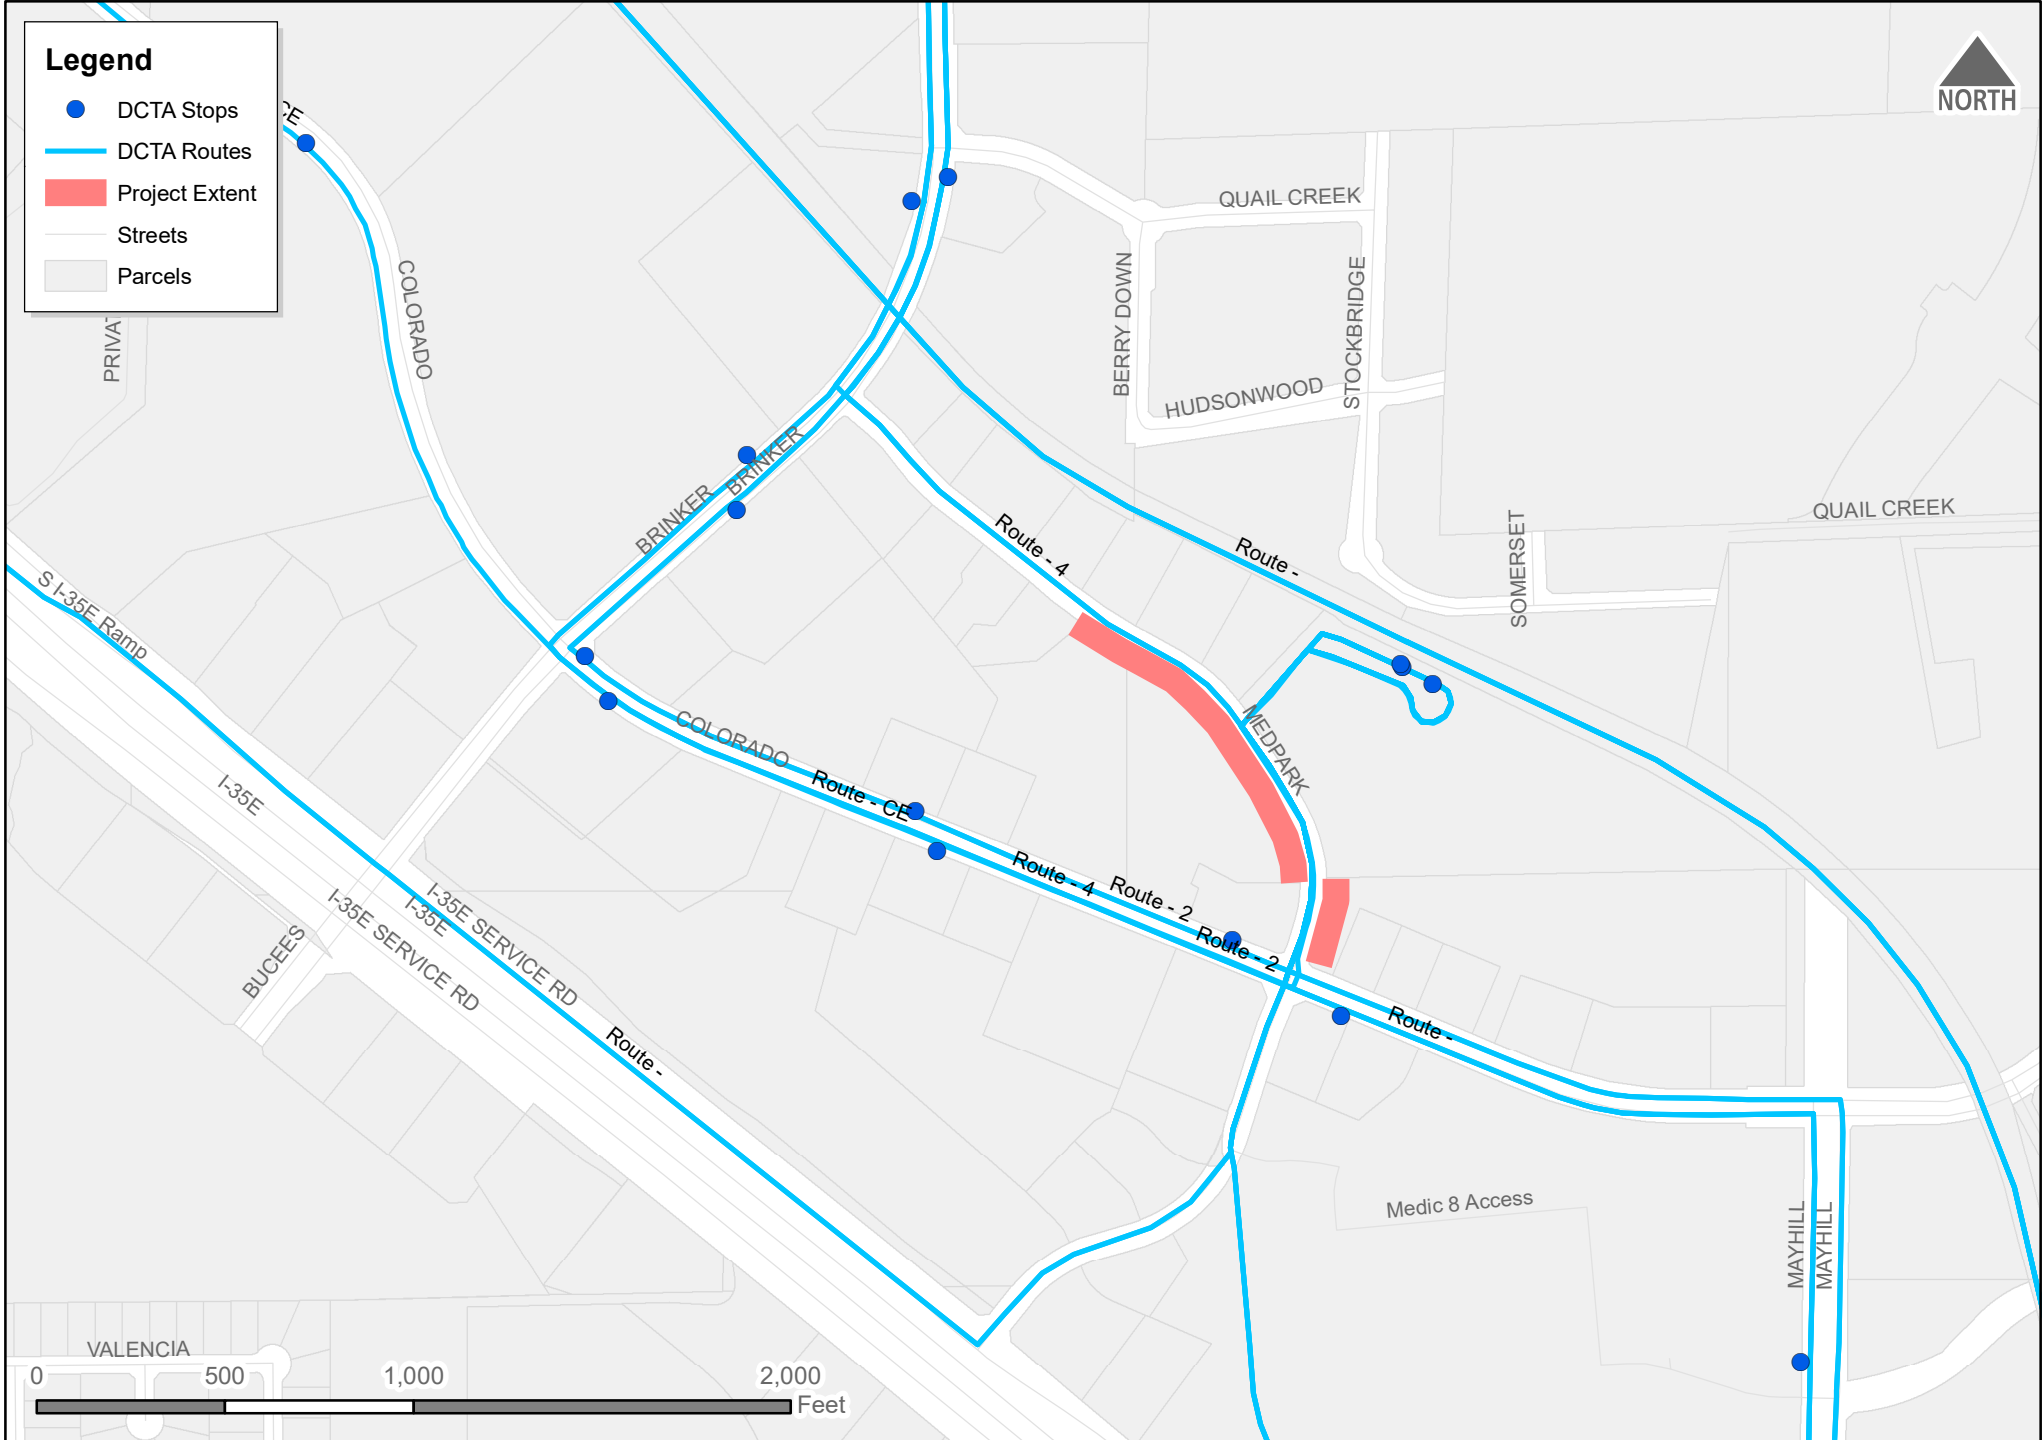 Legend
DCTA Stops
DCTA Routes
Project Extent
Streets
Parcels
CE
NORTH
QUAIL CREEK
COLORADO
BERRY DOWN
STOCKBRIDGE
HUDSONWOOD
BRINKER
BRINKER
QUAIL CREEK
SOMERSET
Route - 4
Route -
S I-35E Ramp
MEDPARK
COLORADO
I-35E
Route - CE
Route - 4
Route - 2
Route - 2
I-35E SERVICE RD
I-35E
I-35E SERVICE RD
BUCEES
Route -
Route -
Medic 8 Access
MAYHILL
MAYHILL
VALENCIA
0 500 1,000 2,000
Feet